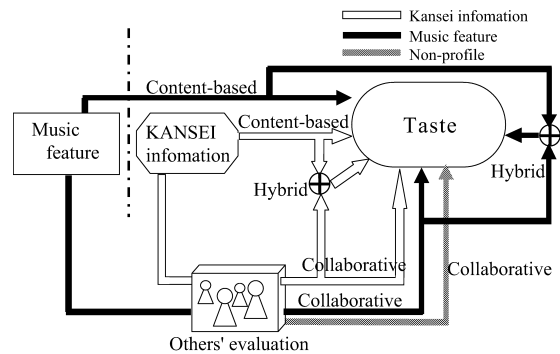 Kansei infomation
Music feature
Non-profile
Content-based
Music
feature
KANSEI
infomation
Content-based
Taste
Hybrid
Hybrid
Collaborative
Collaborative
Collaborative
Others' evaluation